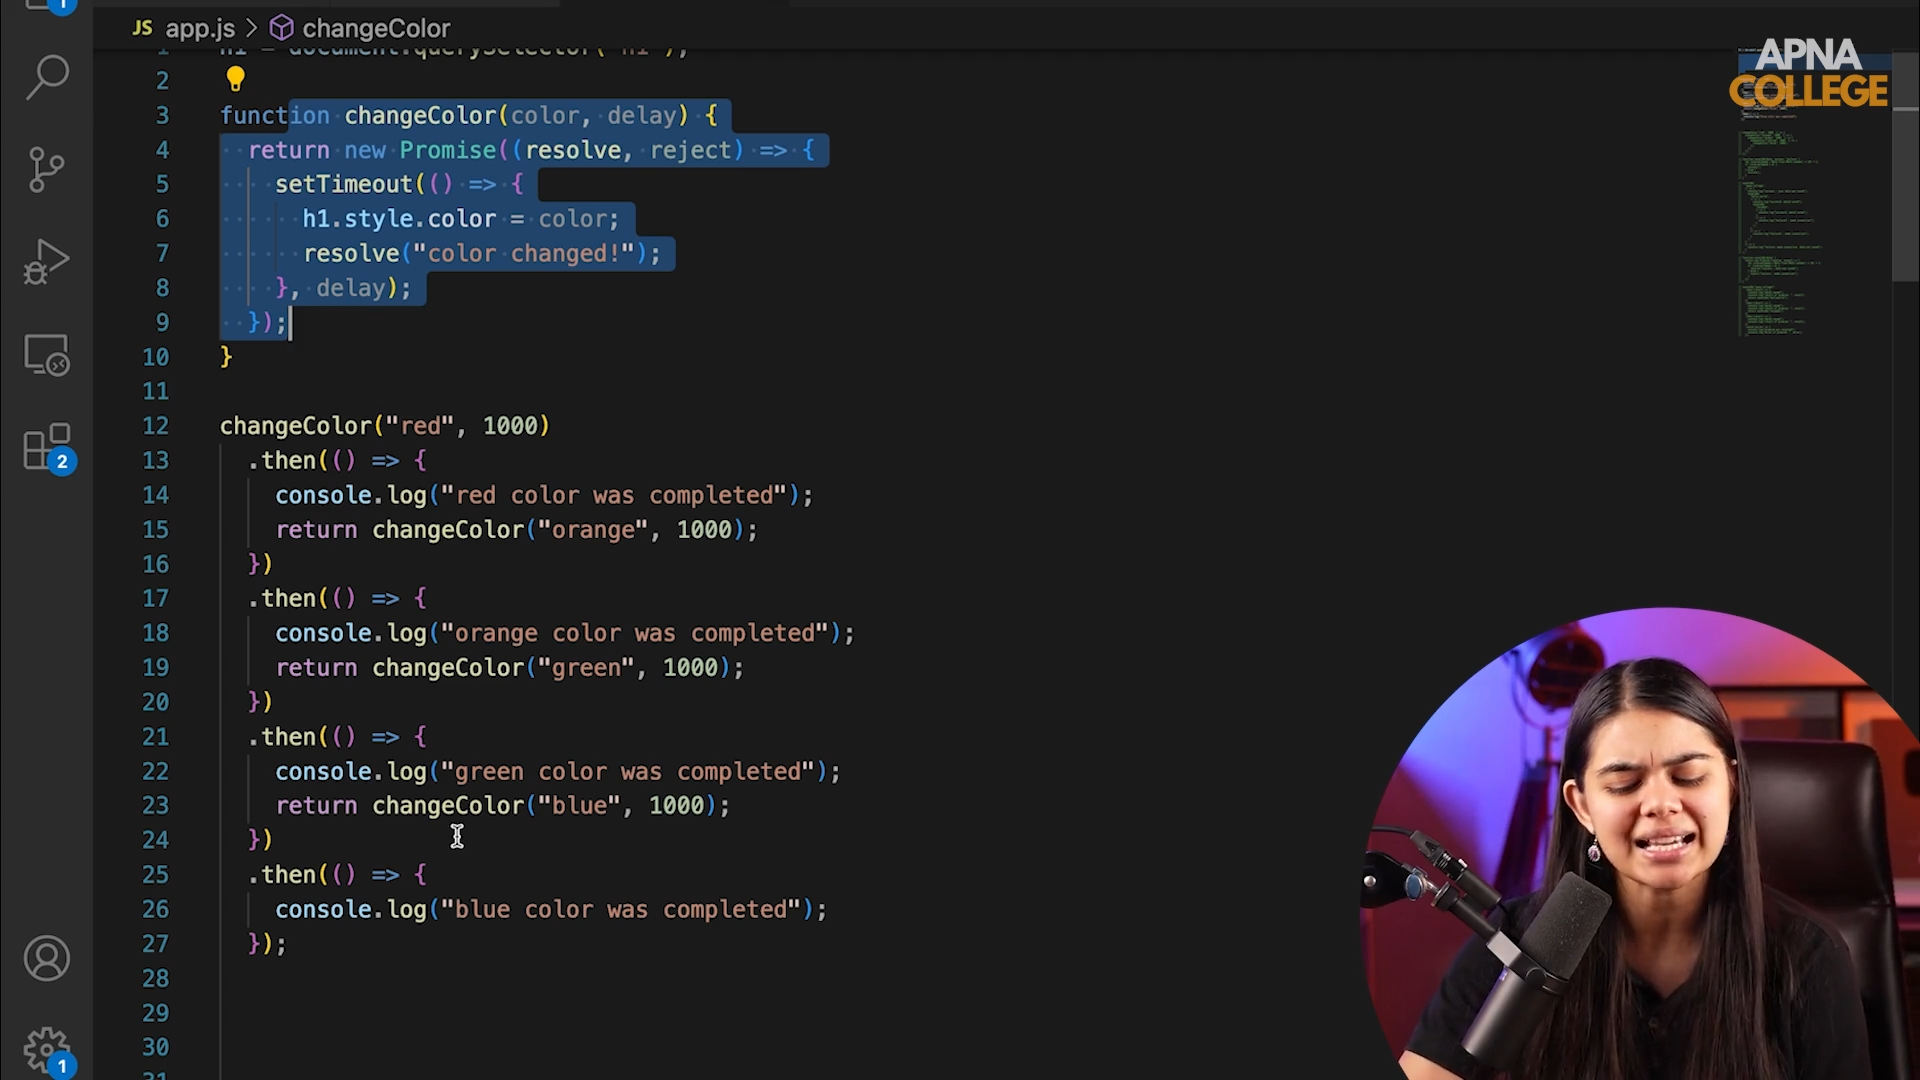 1
JS app.js > changeColor
APNA
COLLEGE
1 h1 = document.querySelector("h1");
2
3 function changeColor(color, delay) {
4 return new Promise((resolve, reject) => {
5 setTimeout(() => {
6 h1.style.color = color;
7 resolve("color changed!");
8 }, delay);
9 });
10 }
11
12 changeColor("red", 1000)
13 .then(() => {
14 console.log("red color was completed");
15 return changeColor("orange", 1000);
16 })
17 .then(() => {
18 console.log("orange color was completed");
19 return changeColor("green", 1000);
20 })
21 .then(() => {
22 console.log("green color was completed");
23 return changeColor("blue", 1000);
24 })
25 .then(() => {
26 console.log("blue color was completed");
27 });
28
29
30
31
2
1